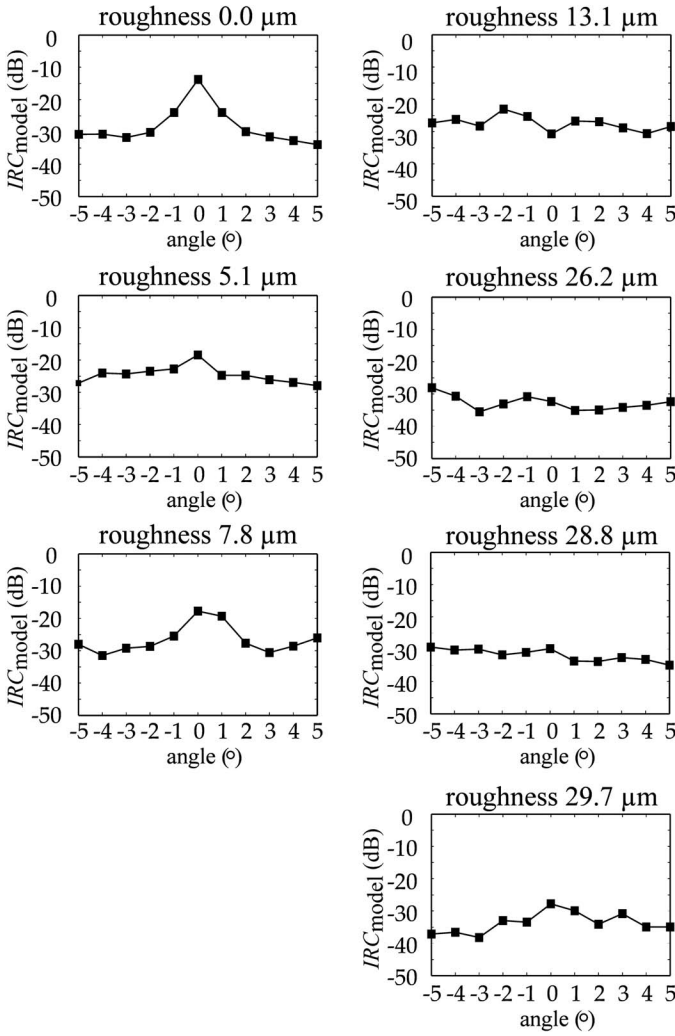 roughness 0.0 µm
0
-10
-20
-30
-40
-50
IRCmodel (dB)
-5 -4 -3 -2 -1 0 1 2 3 4 5
angle (o)
roughness 5.1 µm
0
-10
-20
-30
-40
-50
IRCmodel (dB)
-5 -4 -3 -2 -1 0 1 2 3 4 5
angle (o)
roughness 7.8 µm
0
-10
-20
-30
-40
-50
IRCmodel (dB)
-5 -4 -3 -2 -1 0 1 2 3 4 5
angle (o)
roughness 13.1 µm
0
-10
-20
-30
-40
-50
IRCmodel (dB)
-5 -4 -3 -2 -1 0 1 2 3 4 5
angle (o)
roughness 26.2 µm
0
-10
-20
-30
-40
-50
IRCmodel (dB)
-5 -4 -3 -2 -1 0 1 2 3 4 5
angle (o)
roughness 28.8 µm
0
-10
-20
-30
-40
-50
IRCmodel (dB)
-5 -4 -3 -2 -1 0 1 2 3 4 5
angle (o)
roughness 29.7 µm
0
-10
-20
-30
-40
-50
IRCmodel (dB)
-5 -4 -3 -2 -1 0 1 2 3 4 5
angle (o)